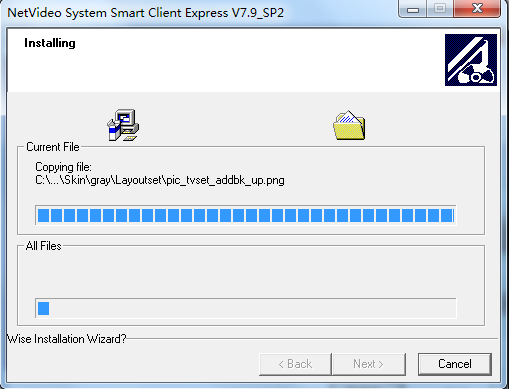 NetVideo System Smart Client Express V7.9_SP2
Installing
Current File
Copying file:
C:\...\Skin\gray\Layoutset\pic_tvset_addbk_up.png
All Files
Wise Installation Wizard?
< Back
Next >
Cancel